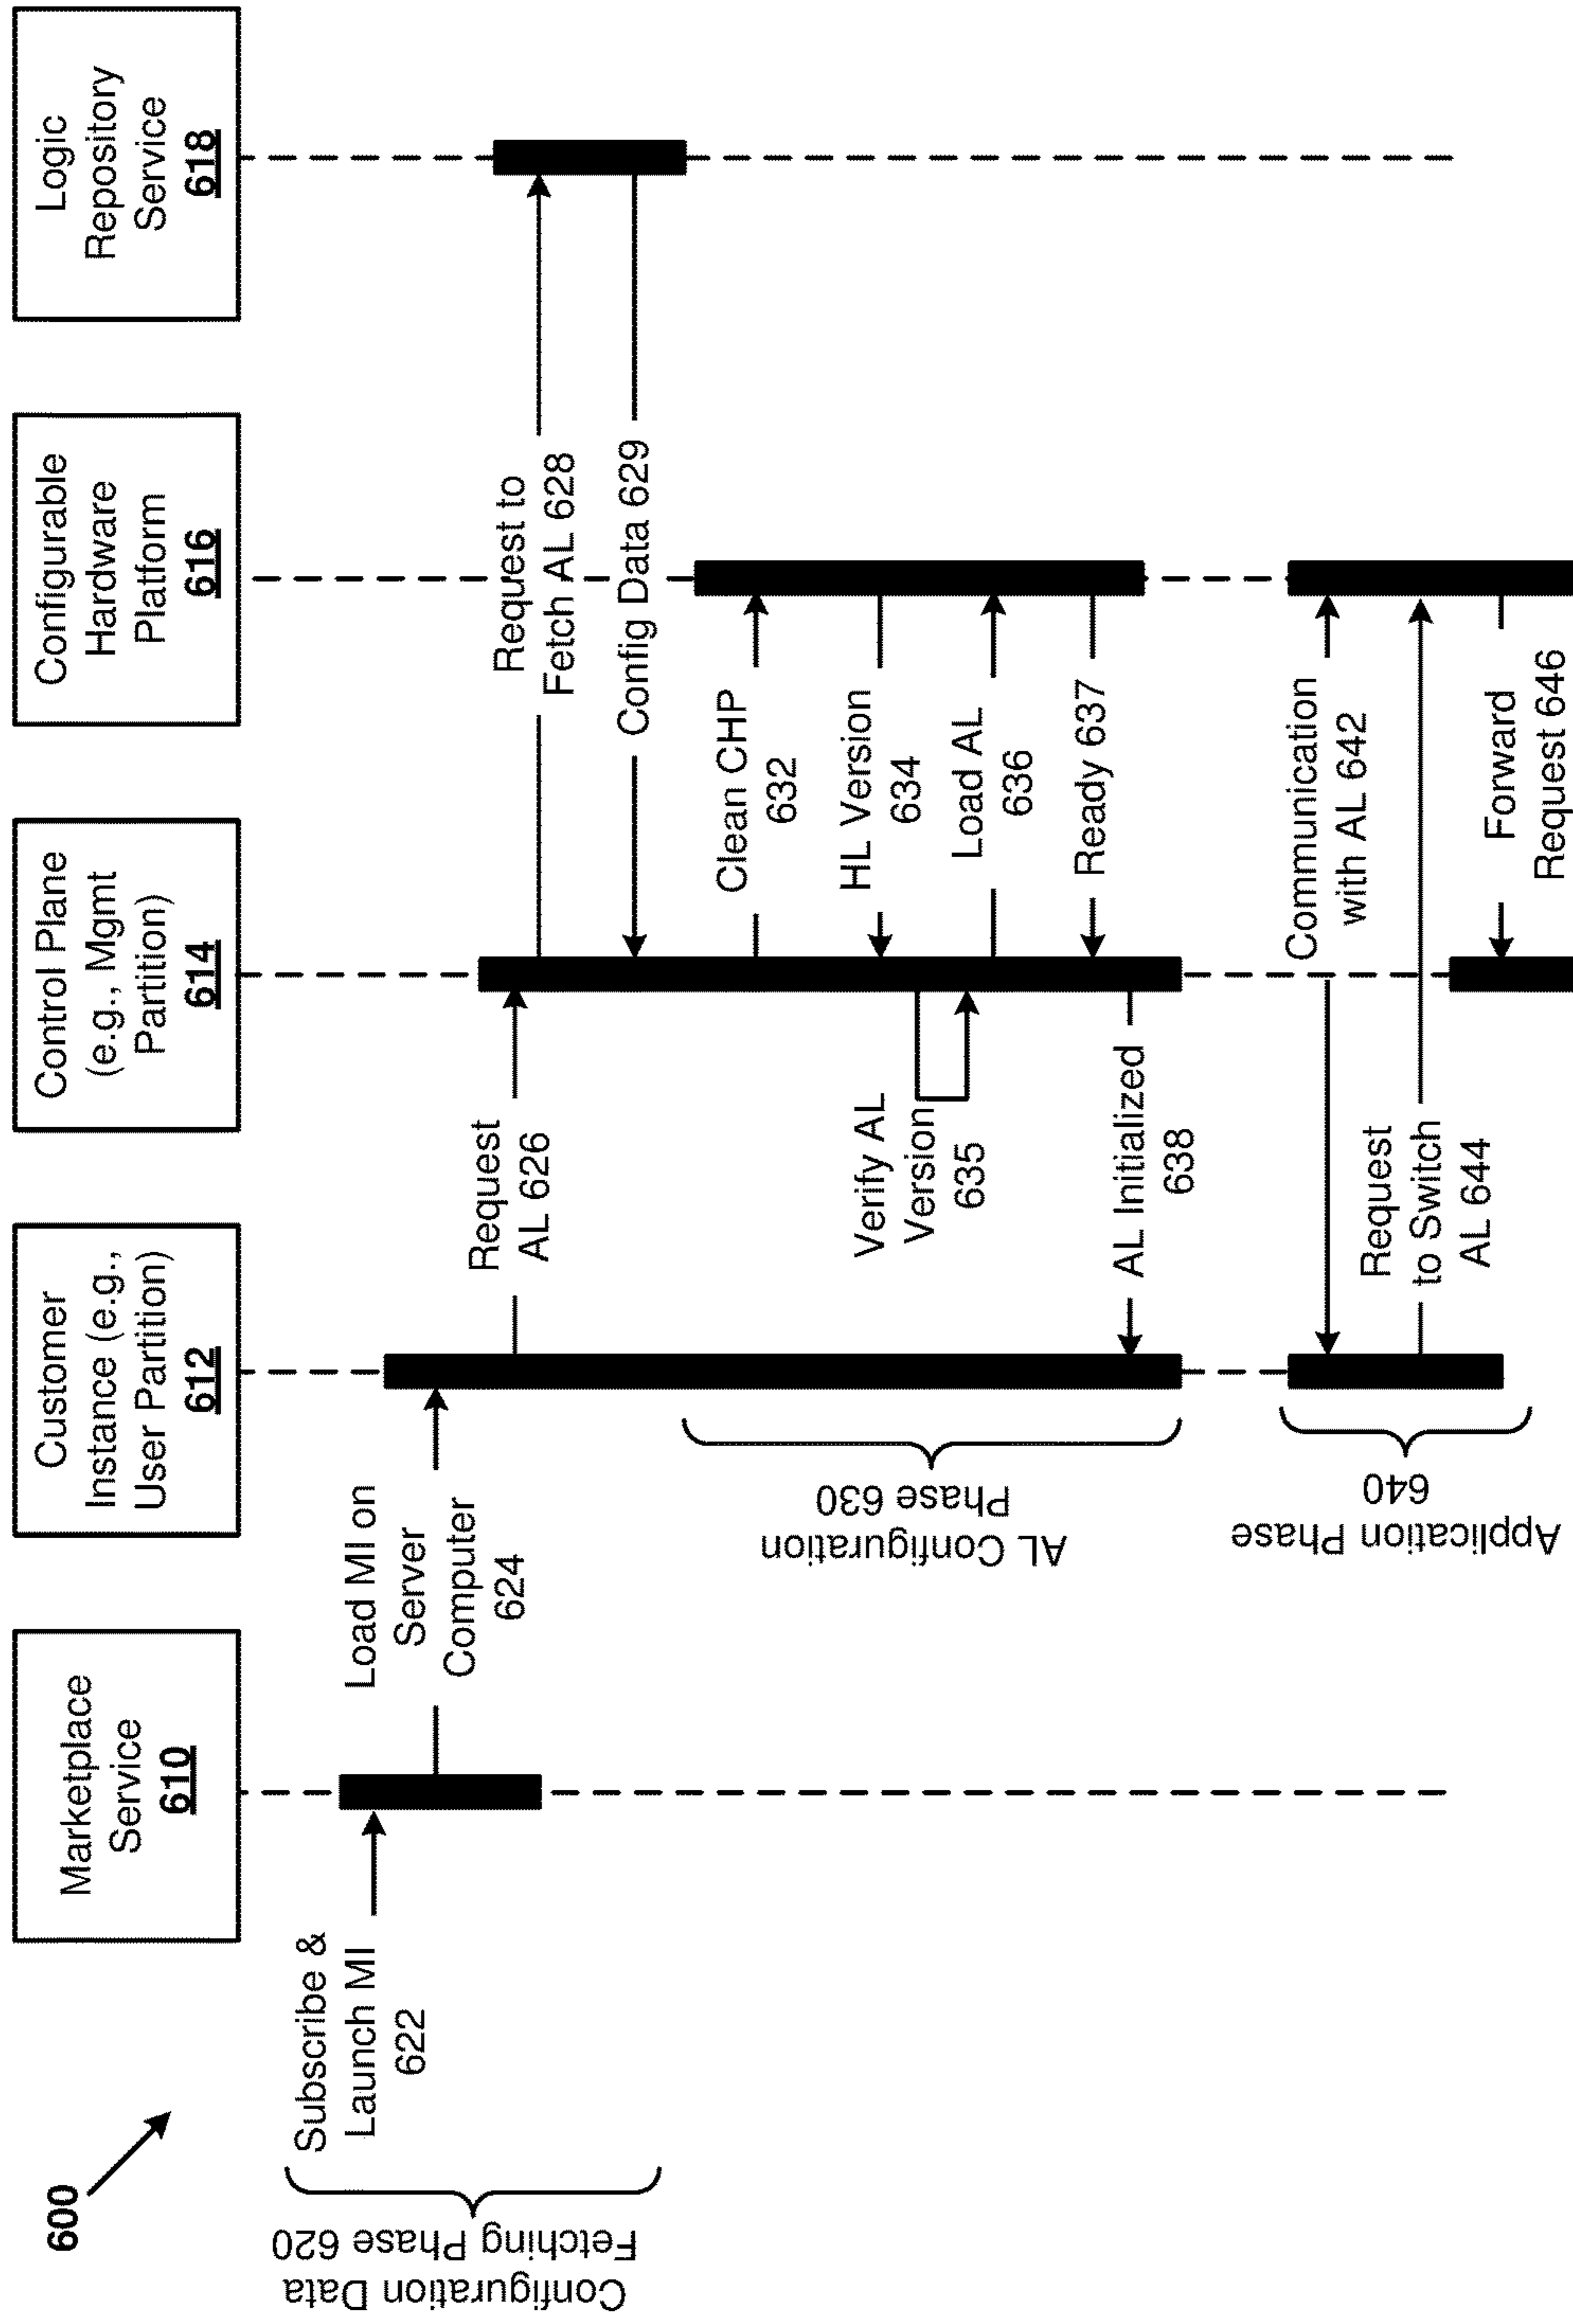 600
Marketplace
Service
610
Customer
Instance (e.g.,
User Partition)
612
Control Plane
(e.g., Mgmt
Partition)
614
Configurable
Hardware
Platform
616
Logic
Repository
Service
618
Configuration Data
Fetching Phase 620
Subscribe &
Launch MI
622
Load MI on
Server
Computer
624
Request
AL 626
Request to
Fetch AL 628
Config Data 629
AL Configuration
Phase 630
Clean CHP
632
HL Version
634
Verify AL
Version
635
Load AL
636
Ready 637
AL Initialized
638
Application Phase
640
Communication
with AL 642
Request
to Switch
AL 644
Forward
Request 646